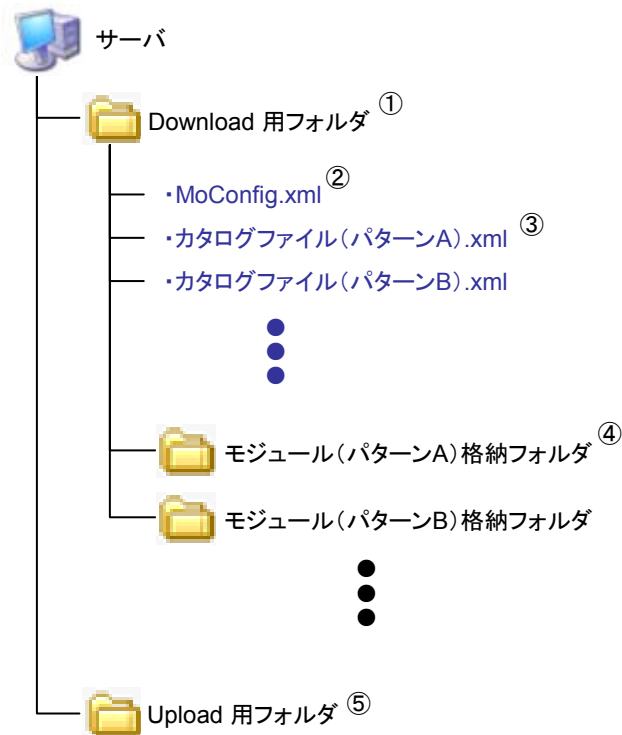 サーバ
Download 用フォルダ ①
・MoConfig.xml ②
・カタログファイル（パターンA）.xml ③
・カタログファイル（パターンB）.xml
モジュール（パターンA）格納フォルダ ④
モジュール（パターンB）格納フォルダ
Upload 用フォルダ ⑤